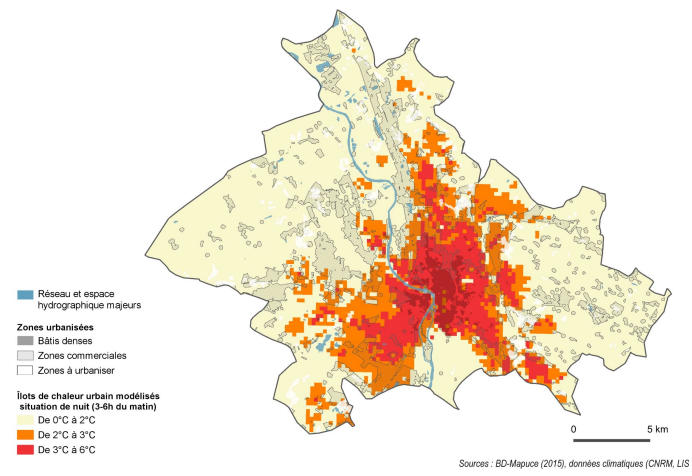 Réseau et espace
hydrographique majeurs
Zones urbanisées
Bâtis denses
Zones commerciales
Zones à urbaniser
Îlots de chaleur urbain modélisés
situation de nuit (3-6h du matin)
De 0°C à 2°C
De 2°C à 3°C
De 3°C à 6°C
0 5 km
Sources : BD-Mapuce (2015), données climatiques (CNRM, LIS